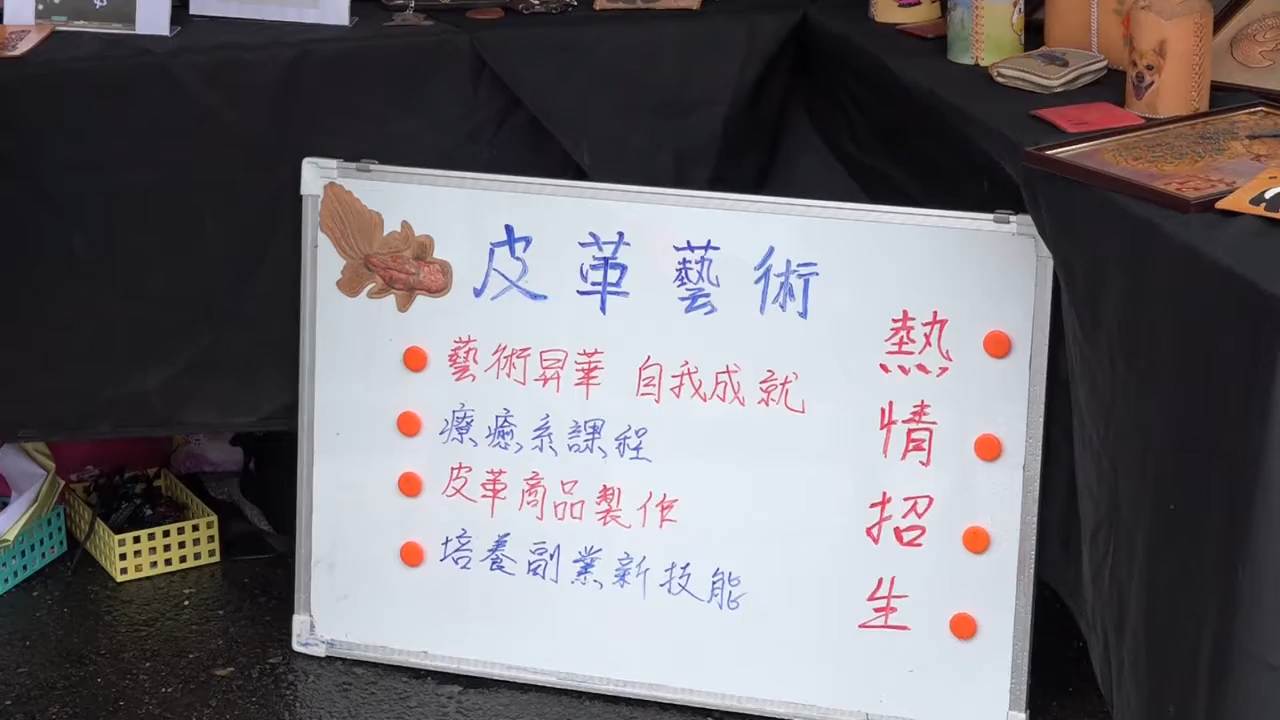 皮革藝術
藝術昇華 自我成就
療癒系課程
皮革商品製作
培養副業新技能
熱情招生